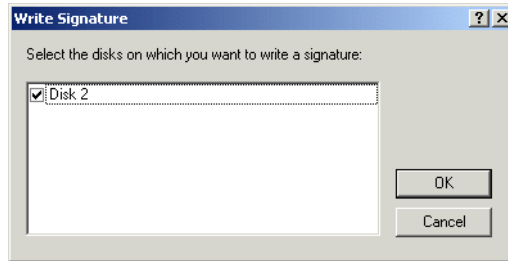 Write Signature
Select the disks on which you want to write a signature:
Disk 2
OK
Cancel